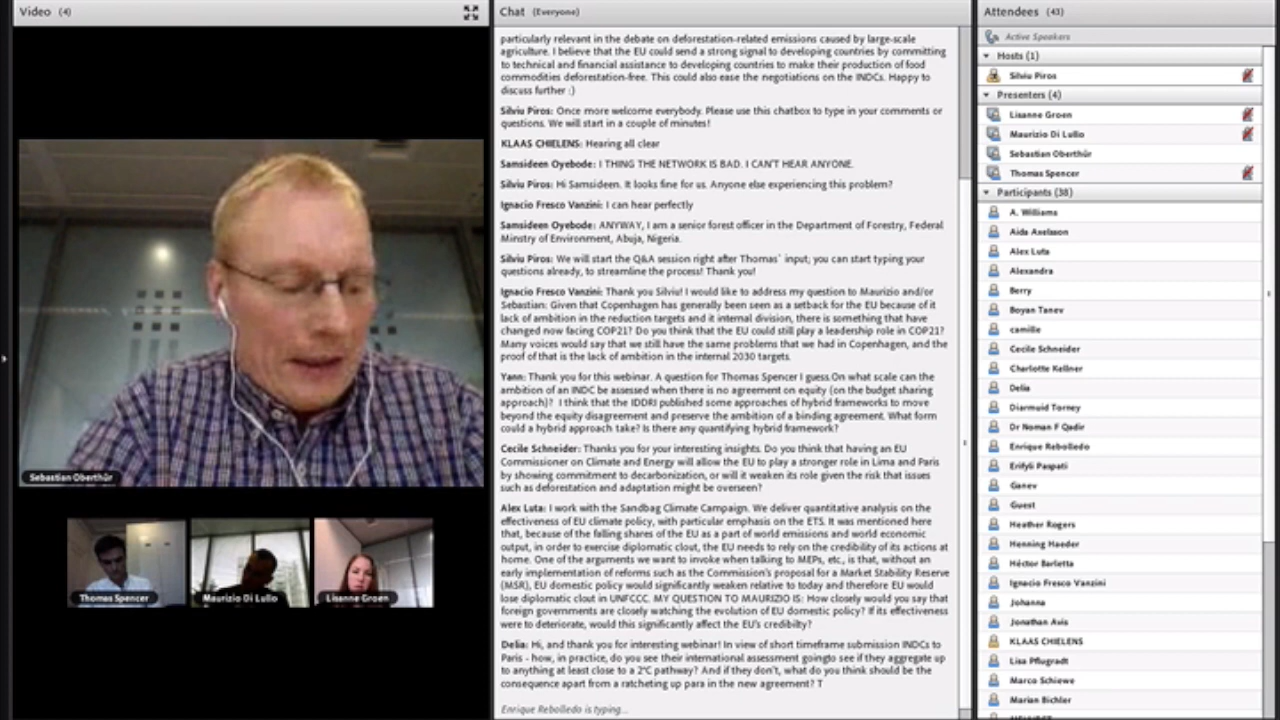 Video (4)
Sebastian Oberthür
Thomas Spencer
Maurizio Di Lullo
Lisanne Groen
Chat (Everyone)
particularly relevant in the debate on deforestation-related emissions caused by large-scale
agriculture. I believe that the EU could send a strong signal to developing countries by committing
to technical and financial assistance to developing countries to make their production of food
commodities deforestation-free. This could also ease the negotiations on the INDCs. Happy to
discuss further :)
Silviu Piros: Once more welcome everybody. Please use this chatbox to type in your comments or
questions. We will start in a couple of minutes!
KLAAS CHIELENS: Hearing all clear
Samsideen Oyebode: I THING THE NETWORK IS BAD. I CAN'T HEAR ANYONE.
Silviu Piros: Hi Samsideen. It looks fine for us. Anyone else experiencing this problem?
Ignacio Fresco Vanzini: I can hear perfectly
Samsideen Oyebode: ANYWAY, I am a senior forest officer in the Department of Forestry, Federal
Minstry of Environment, Abuja, Nigeria.
Silviu Piros: We will start the Q&A session right after Thomas` input; you can start typing your
questions already, to streamline the process! Thank you!
Ignacio Fresco Vanzini: Thank you Silviu! I would like to address my question to Maurizio and/or
Sebastian: Given that Copenhagen has generally been seen as a setback for the EU because of it
lack of ambition in the reduction targets and it internal division, there is something that have
changed now facing COP21? Do you think that the EU could still play a leadership role in COP21?
Many voices would say that we still have the same problems that we had in Copenhagen, and the
proof of that is the lack of ambition in the internal 2030 targets.
Yann: Thank you for this webinar. A question for Thomas Spencer I guess.On what scale can the
ambition of an INDC be assessed when there is no agreement on equity (on the budget sharing
approach)? I think that the IDDRI published some approaches of hybrid frameworks to move
beyond the equity disagreement and preserve the ambition of a binding agreement. What form
could a hybrid approach take? Is there any quantifying hybrid framework?
Cecile Schneider: Thanks you for your interesting insights. Do you think that having an EU
Commissioner on Climate and Energy will allow the EU to play a stronger role in Lima and Paris
by showing commitment to decarbonization, or will it weaken its role given the risk that issues
such as deforestation and adaptation might be overseen?
Alex Luta: I work with the Sandbag Climate Campaign. We deliver quantitative analysis on the
effectiveness of EU climate policy, with particular emphasis on the ETS. It was mentioned here
that, because of the falling shares of the EU as a part of world emissions and world economic
output, in order to exercise diplomatic clout, the EU needs to rely on the credibility of its actions at
home. One of the arguments we want to invoke when talking to MEPs, etc, is that, without an
early implementation of reforms such as the Commission's proposal for a Market Stability Reserve
(MSR), EU domestic policy would significantly weaken relative to today and therefore EU would
lose diplomatic clout in UNFCCC. MY QUESTION TO MAURIZIO IS: How closely would you say that
foreign governments are closely watching the evolution of EU domestic policy? If its effectiveness
were to deteriorate, would this significantly affect the EU's credibilty?
Delia: Hi, and thank you for interesting webinar! In view of short timeframe submission INDCs to
Paris - how, in practice, do you see their international assessment goingto see if they aggregate up
to anything at least close to a 2°C pathway? And if they don't, what do you think should be the
consequence apart from a ratcheting up para in the new agreement? T
Enrique Rebolledo is typing...
Attendees (43)
Active Speakers
Hosts (1)
Silviu Piros
Presenters (4)
Lisanne Groen
Maurizio Di Lullo
Sebastian Oberthür
Thomas Spencer
Participants (38)
A. Williams
Aida Axelsson
Alex Luta
Alexandra
Berry
Boyan Tanev
camille
Cecile Schneider
Charlotte Kellner
Delia
Diarmuid Torney
Dr Noman F Qadir
Enrique Rebolledo
Erifyli Paspati
Ganev
Guest
Heather Rogers
Henning Haeder
Héctor Barletta
Ignacio Fresco Vanzini
Johanna
Jonathan Avis
KLAAS CHIELENS
Lisa Pflugradt
Marco Schiewe
Marian Bichler